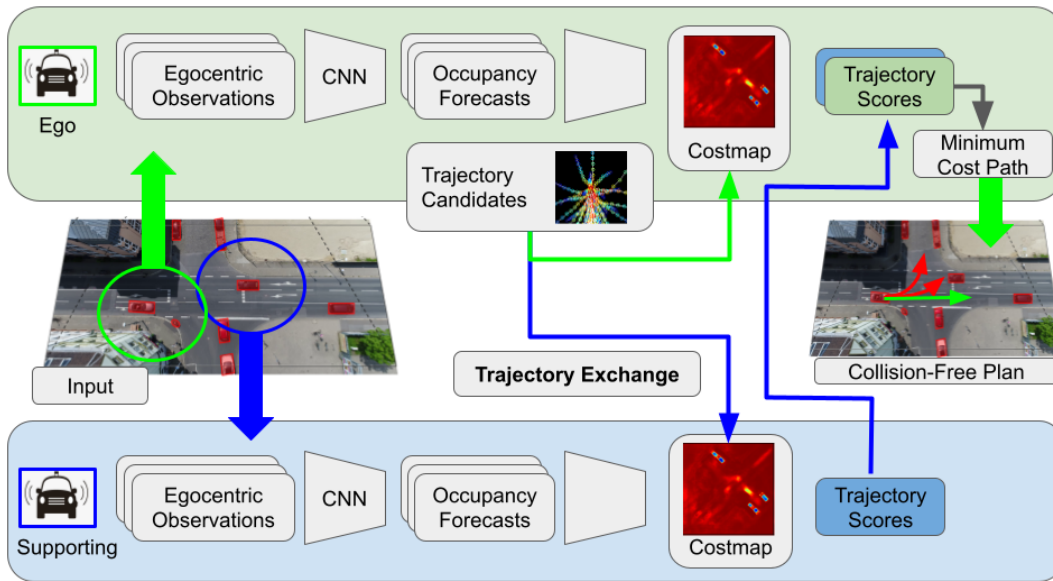 Ego
Egocentric
Observations
CNN
Occupancy
Forecasts
Costmap
Trajectory
Scores
Minimum
Cost Path
Trajectory
Candidates
Input
Trajectory Exchange
Collision-Free Plan
Supporting
Egocentric
Observations
CNN
Occupancy
Forecasts
Costmap
Trajectory
Scores